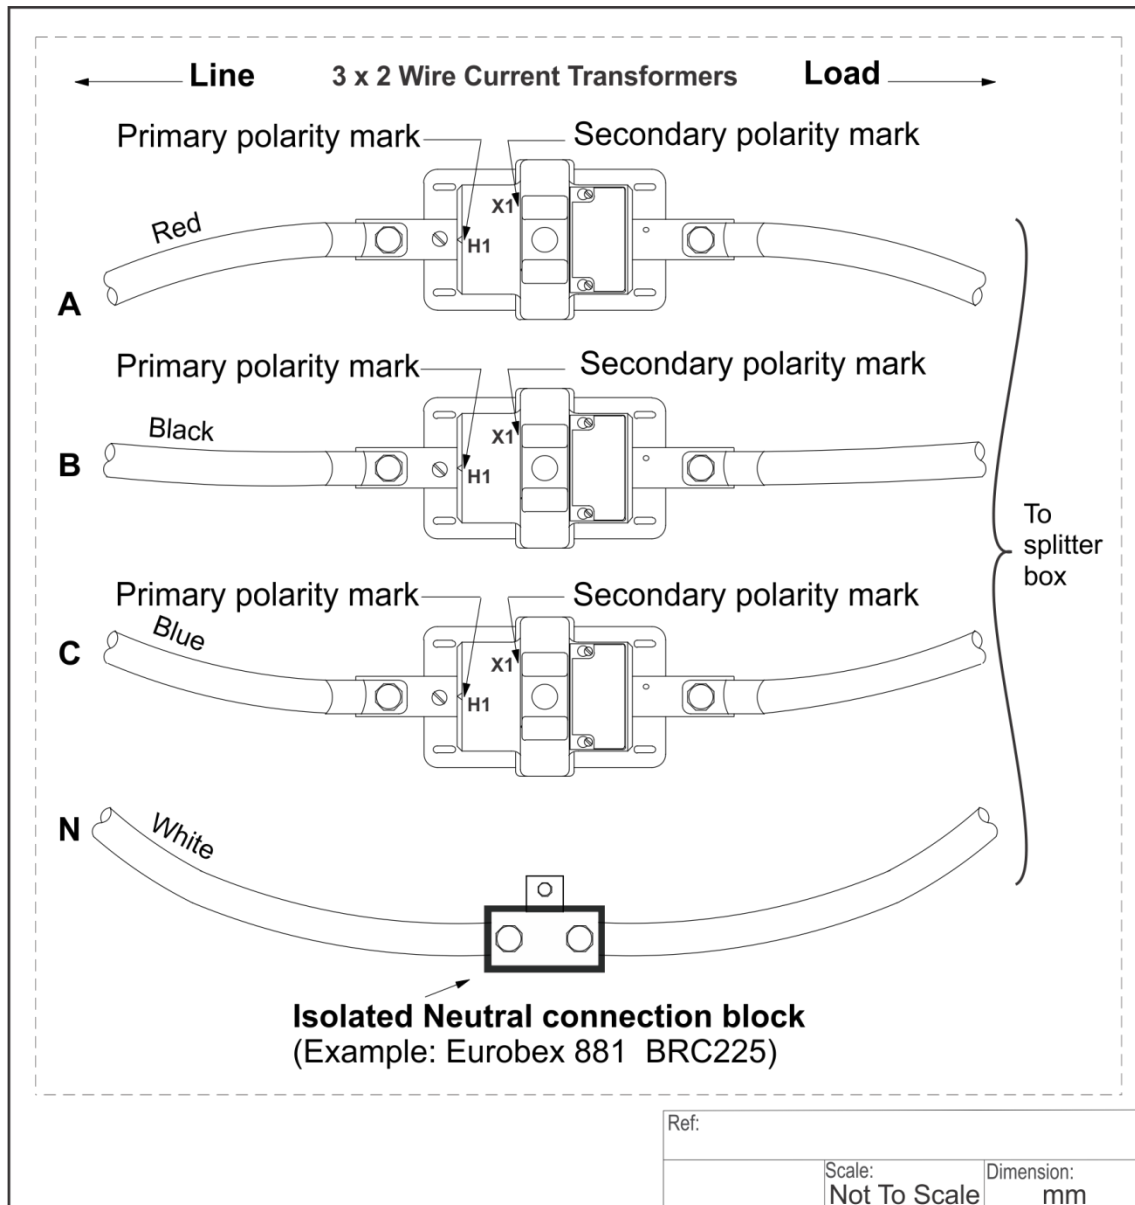 Line 3 x 2 Wire Current Transformers Load
Primary polarity mark Secondary polarity mark
X1
Red
H1
A
Primary polarity mark Secondary polarity mark
X1
Black
B
H1
To
splitter
box
Primary polarity mark Secondary polarity mark
Blue
C
X1
H1
N
White
Isolated Neutral connection block
(Example: Eurobex 881 BRC225)
Ref:
Scale:
Not To Scale
Dimension:
mm